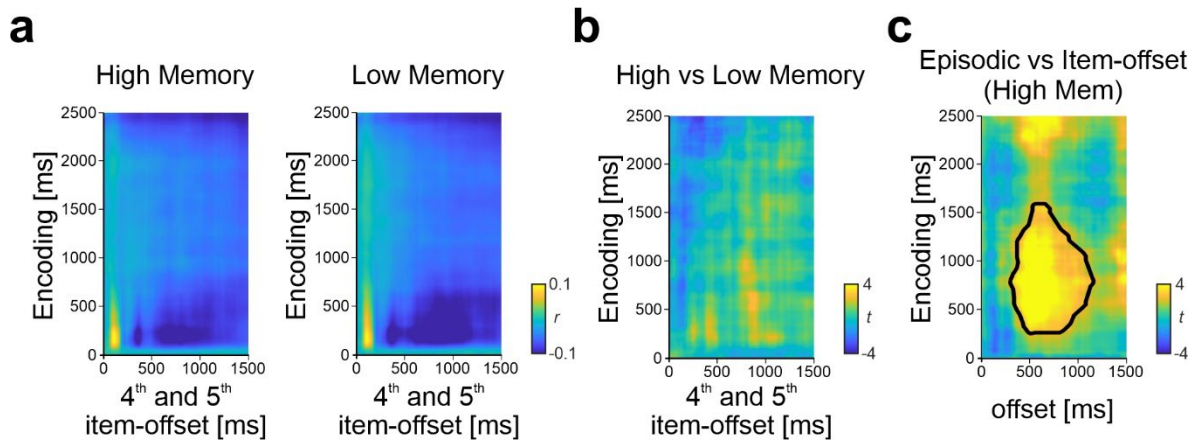 a
High Memory
Low Memory
Encoding [ms]
2500
2000
1500
1000
500
0
0 500 1000 1500
4th and 5th
item-offset [ms]
Encoding [ms]
2500
2000
1500
1000
500
0
0 500 1000 1500
4th and 5th
item-offset [ms]
0.1
r
-0.1
b
High vs Low Memory
Encoding [ms]
2500
2000
1500
1000
500
0
0 500 1000 1500
4th and 5th
item-offset [ms]
4
t
-4
c
Episodic vs Item-offset
(High Mem)
Encoding [ms]
2500
2000
1500
1000
500
0
0 500 1000 1500
offset [ms]
4
t
-4